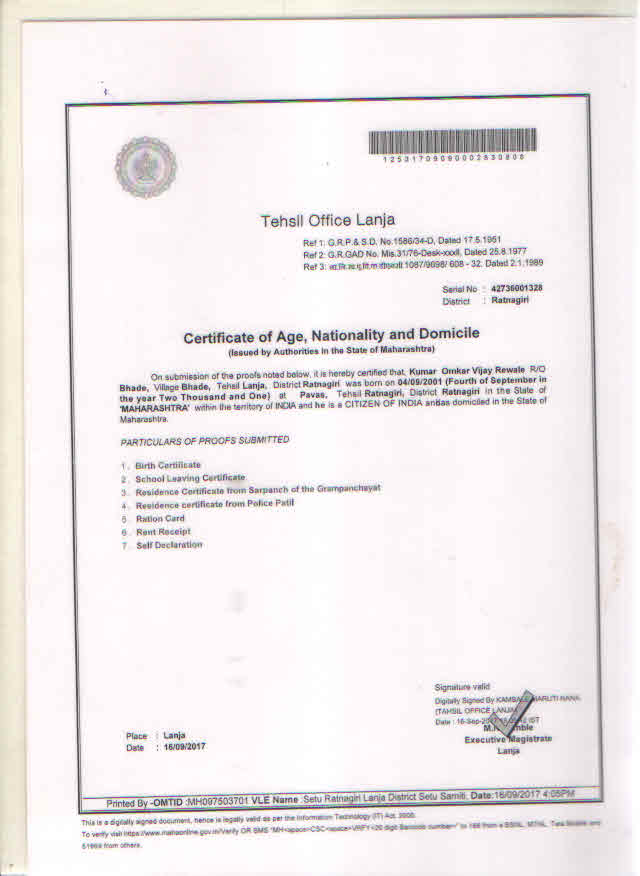 12501709090002830808
Tehsil Office Lanja
Ref 1: G.R.P.& S.D. No.1586/34-D, Dated 17.5.1951
Ref 2: G.R.GAD No. Mis.31/76-Desk-xxxII, Dated 25.8.1977
Ref 3: 1087/9698/ 608 - 32. Dated 2.1.1989
Serial No : 42736001328
District : Ratnagiri
Certificate of Age, Nationality and Domicile
(Issued by Authorities in the State of Maharashtra)
On submission of the proofs noted below, it is hereby certified that, Kumar Omkar Vijay Rewale R/O
Bhade, Village Bhade, Tehsil Lanja, District Ratnagiri was born on 04/09/2001 (Fourth of September in
the year Two Thousand and One) at Pavas, Tehsil Ratnagiri, District Ratnagiri in the State of
'MAHARASHTRA' within the territory of INDIA and he is a CITIZEN OF INDIA and as domiciled in the State of
Maharashtra.
PARTICULARS OF PROOFS SUBMITTED
1 . Birth Certificate
2 . School Leaving Certificate
3 . Residence Certificate from Sarpanch of the Grampanchayat
4 . Residence certificate from Police Patil
5 . Ration Card
6 . Rent Receipt
7 . Self Declaration
Signature valid
Digitally Signed By KAMBALE MARUTI NANA
(TAHSIL OFFICE LANJA)
Date : 16-Sep-2017 IST
Executive Magistrate
Lanja
Place : Lanja
Date : 16/09/2017
Printed By -OMTID :MH097503701 VLE Name :Setu Ratnagiri Lanja District Setu Samiti, Date:16/09/2017 4:05PM
This is a digitally signed document, hence is legally valid as per the Information Technology (IT) Act, 2000.
To verify visit https://www.mahaonline.gov.in/Verify OR SMS "MH<space>CSC<space>VRFY<20 digit Barcode number>" to 166 from a BSNL, MTNL, Tata Mobile and
51969 from others.